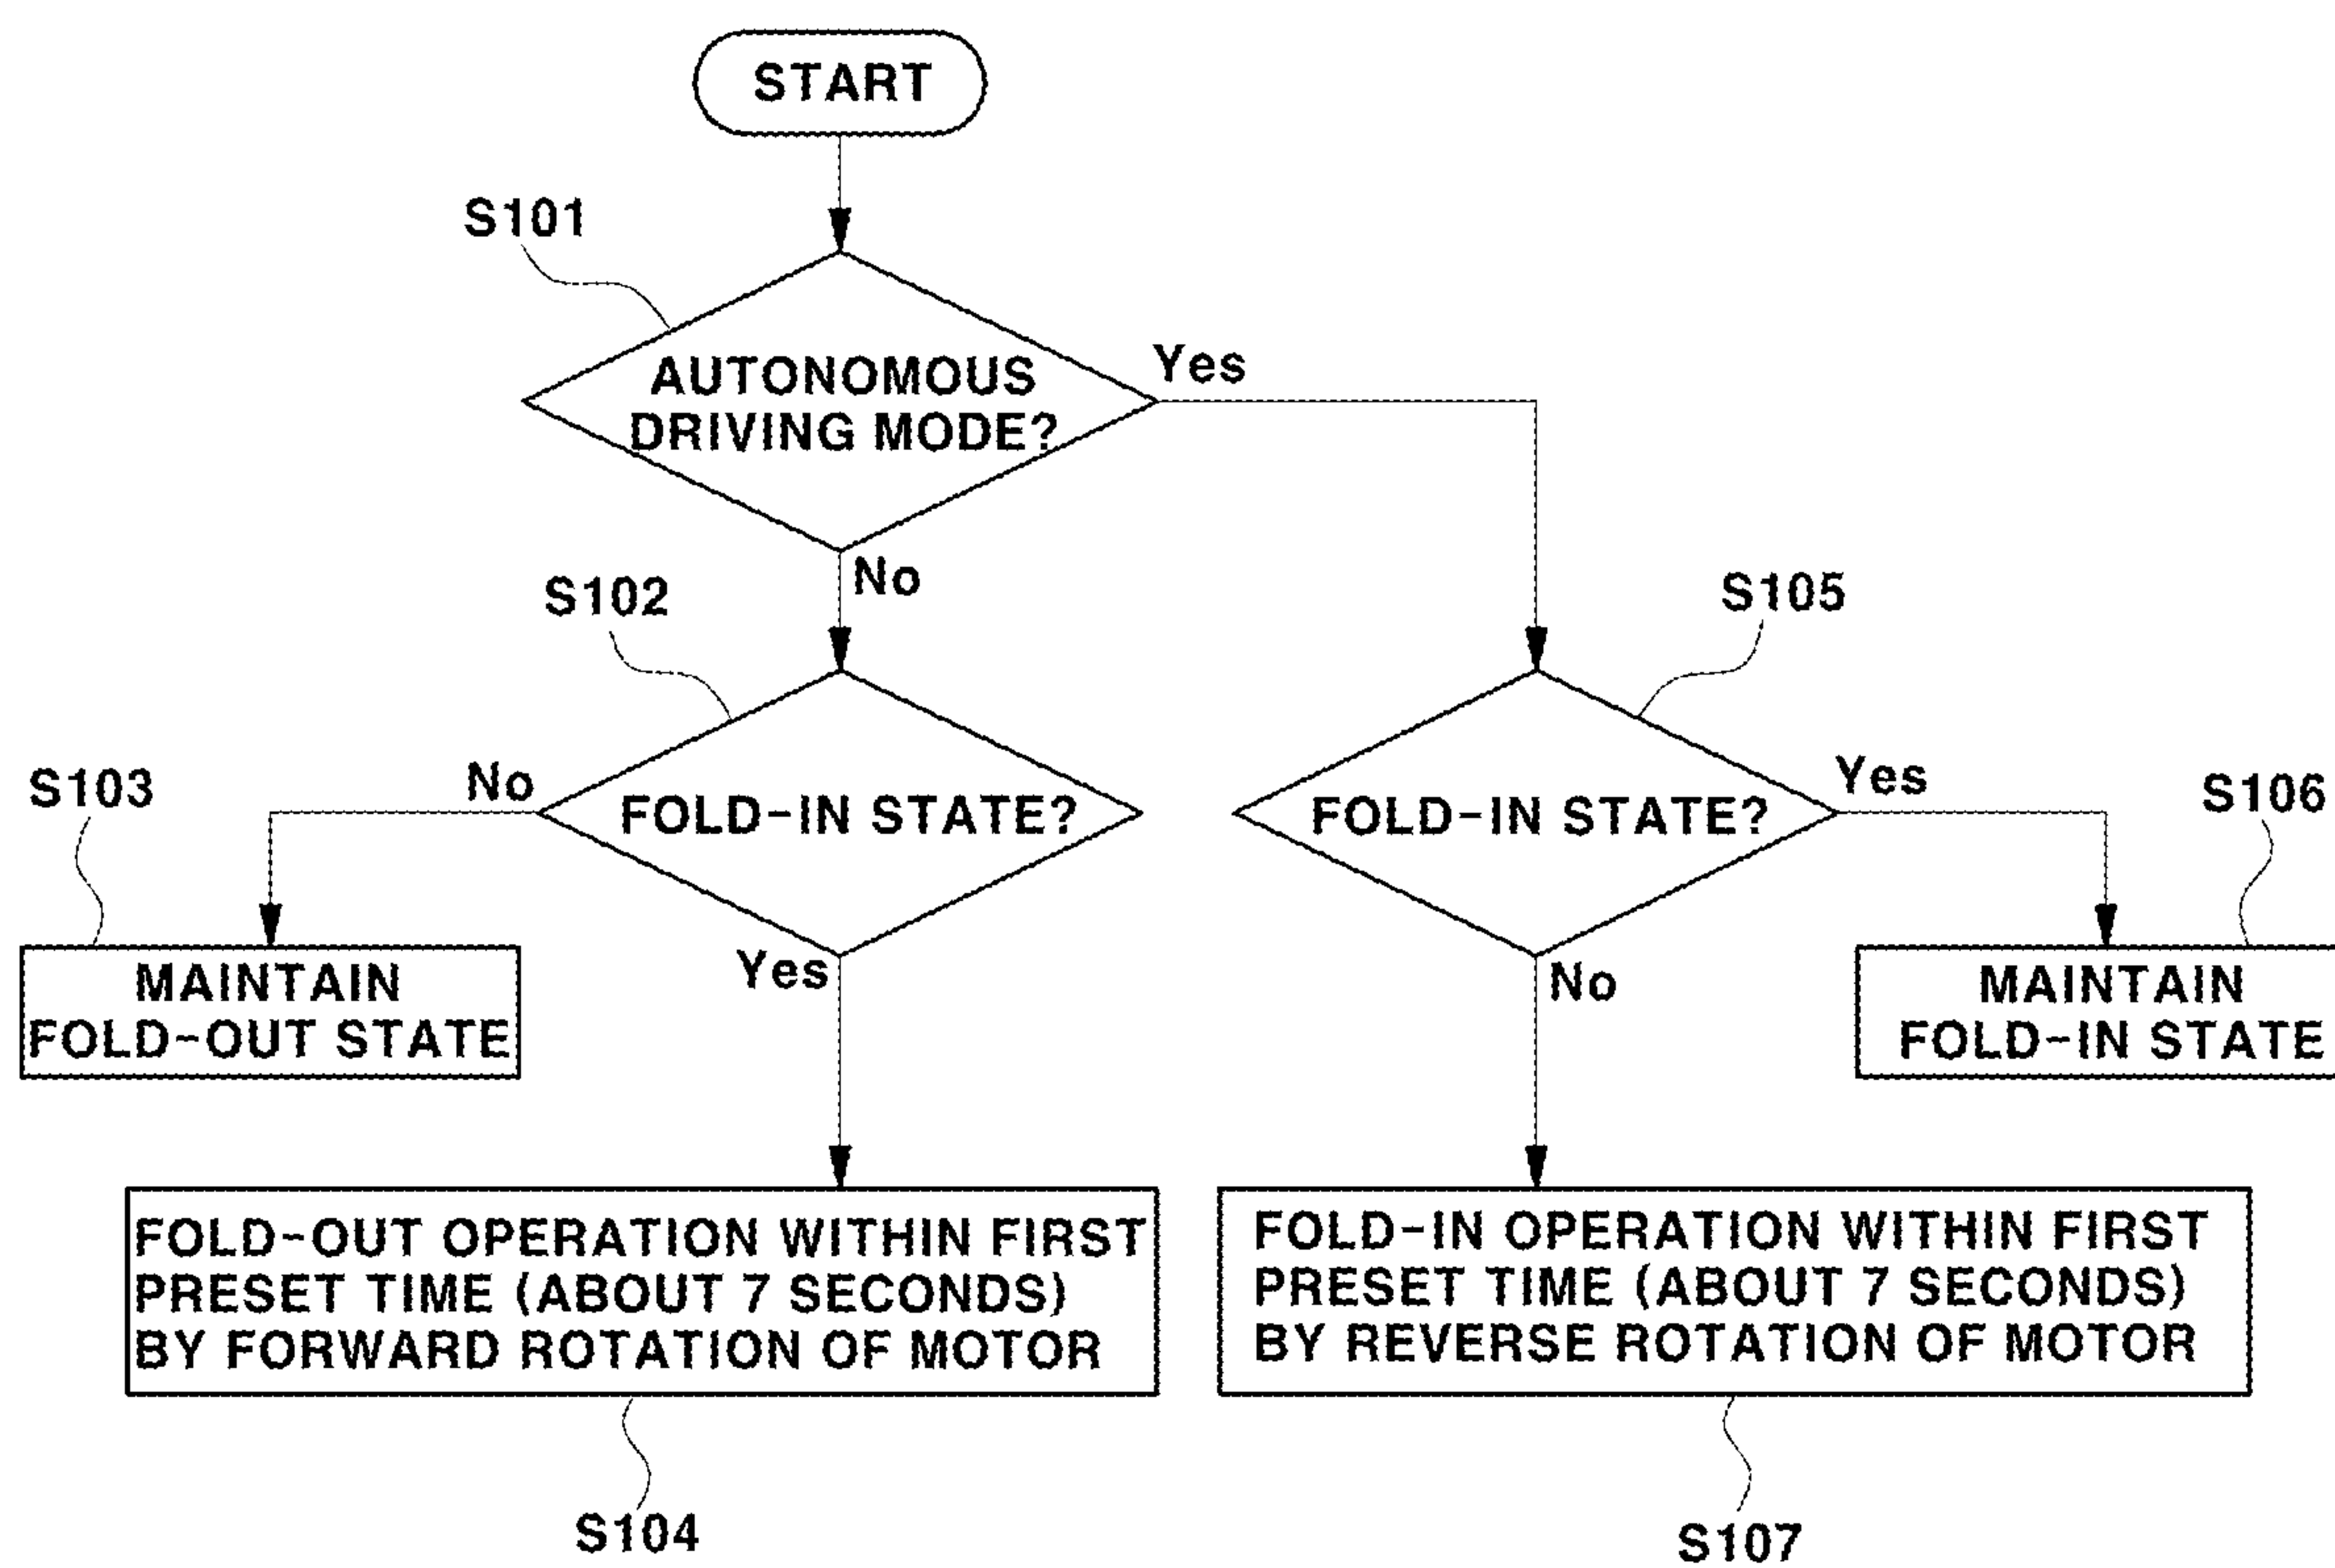 START
S101
AUTONOMOUS
DRIVING MODE?
Yes
No
S102
S105
No
FOLD-IN STATE?
Yes
FOLD-IN STATE?
Yes
No
S103
MAINTAIN
FOLD-OUT STATE
S106
MAINTAIN
FOLD-IN STATE
FOLD-OUT OPERATION WITHIN FIRST
PRESET TIME (ABOUT 7 SECONDS)
BY FORWARD ROTATION OF MOTOR
S104
FOLD-IN OPERATION WITHIN FIRST
PRESET TIME (ABOUT 7 SECONDS)
BY REVERSE ROTATION OF MOTOR
S107